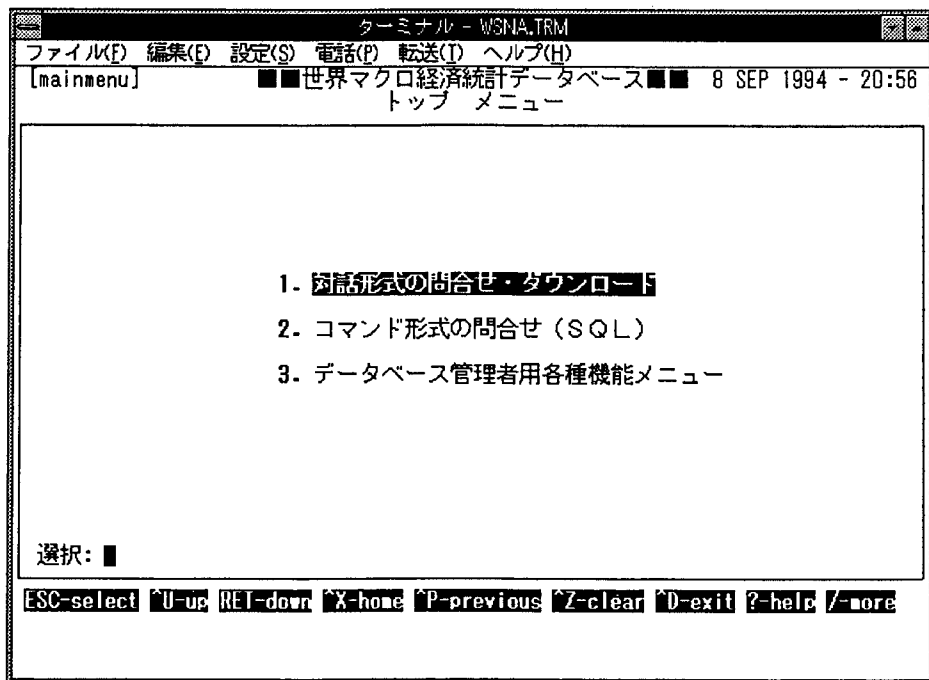 ターミナル - WSNA.TRM
ファイル(F) 編集(E) 設定(S) 電話(P) 転送(T) ヘルプ(H)
[mainmenu] ■■世界マクロ経済統計データベース■■ 8 SEP 1994 - 20:56
トップ メニュー
1. 対話形式の問合せ・ダウンロード
2. コマンド形式の問合せ(SQL)
3. データベース管理者用各種機能メニュー
選択:
ESC-select ^U-up RET-down ^X-home ^P-previous ^Z-clear ^D-exit ?-help /-more